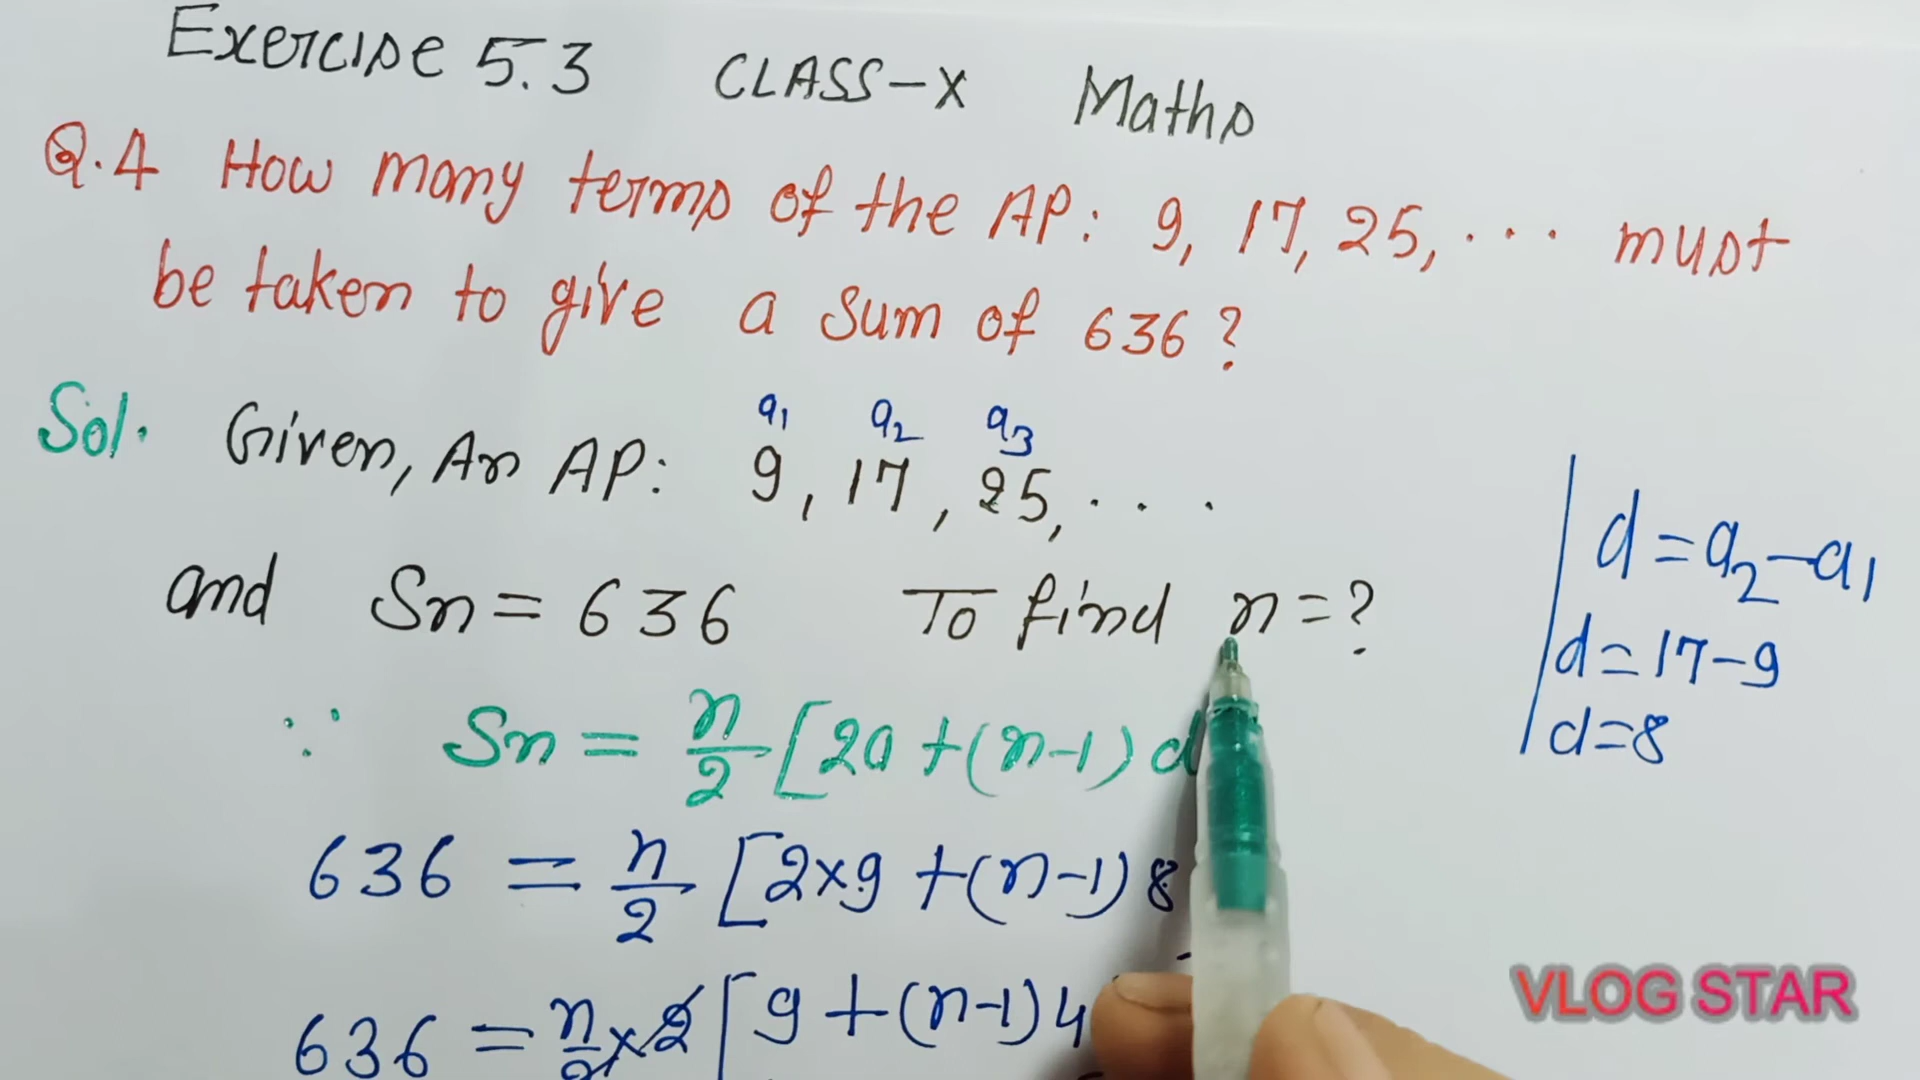 Exercise 5.3 CLASS-X Maths
Q.4 How many terms of the AP: 9, 17, 25, ... must
be taken to give a sum of 636?
a1 a2 a3
Sol. Given, An AP: 9, 17, 25, ...
and Sn = 636 To find n=?
d = a2-a1
d=17-9
d=8
∵ Sn = n/2 [2a+(n-1)d
636 = n/2 [2×9+(n-1)8
636 = n/2×2 [9+(n-1)4
VLOG STAR